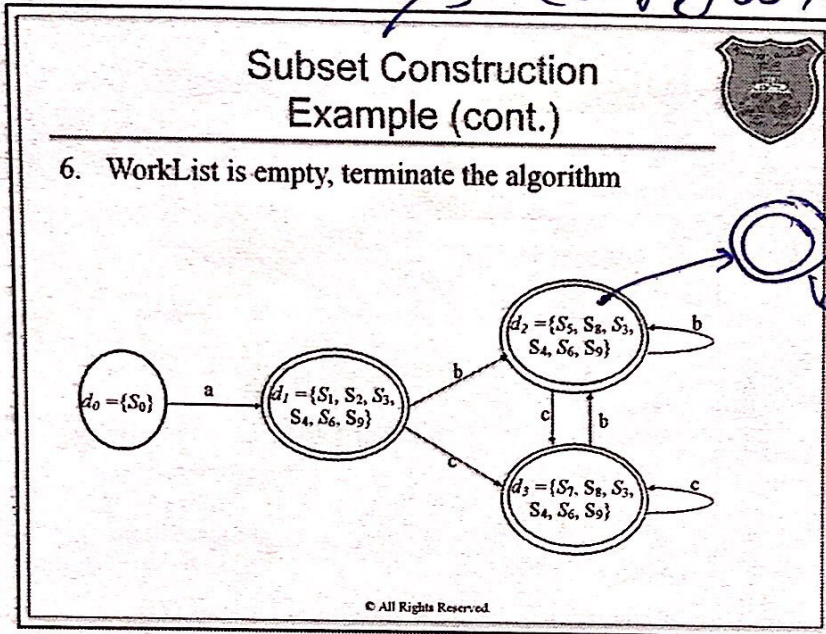 Subset Construction
Example (cont.)
6. WorkList is empty, terminate the algorithm
d₀ ={S₀}
a
d₁ ={S₁, S₂, S₃,
S₄, S₆, S₉}
b
c
d₂ ={S₅, S₈, S₃,
S₄, S₆, S₉}
b
c
b
d₃ ={S₇, S₈, S₃,
S₄, S₆, S₉}
c
© All Rights Reserved